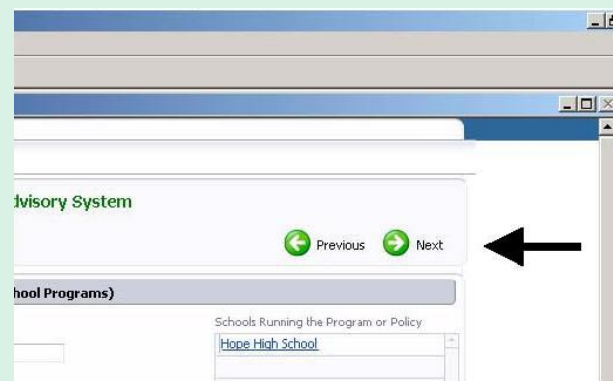 dvisory System
Previous Next
hool Programs)
Schools Running the Program or Policy
Hope High School